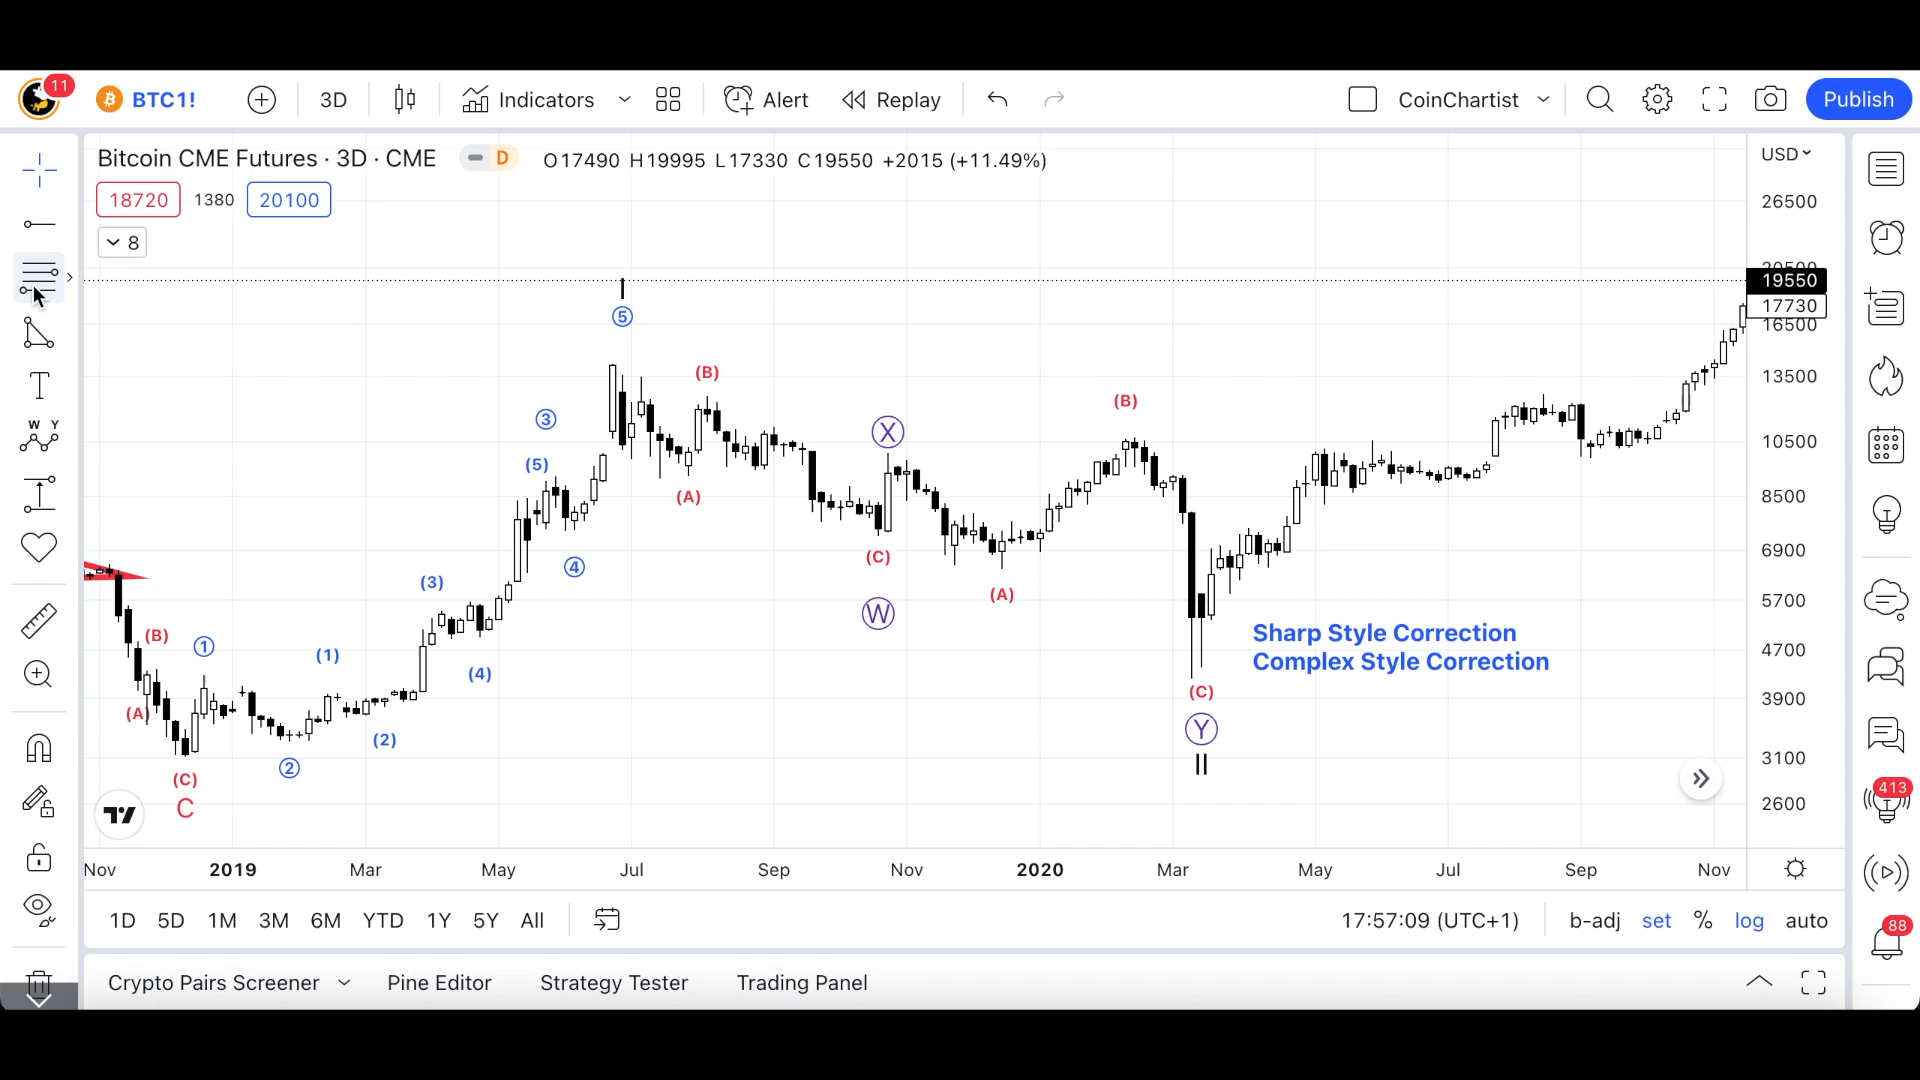 11
BTC1!
3D
Indicators
Alert
Replay
CoinChartist
Publish
Bitcoin CME Futures · 3D · CME
D
O17490 H19995 L17330 C19550 +2015 (+11.49%)
USD
18720
1380
20100
8
26500
20500
19550
17730
16500
13500
10500
8500
6900
5700
4700
3900
3100
2600
I
5
(B)
3
(5)
(A)
X
(B)
4
(C)
(3)
(A)
W
(B)
1
(1)
(4)
Sharp Style Correction
Complex Style Correction
(A)
(2)
(C)
Y
II
2
(C)
C
W Y
413
88
Nov 2019 Mar May Jul Sep Nov 2020 Mar May Jul Sep Nov
1D 5D 1M 3M 6M YTD 1Y 5Y All
17:57:09 (UTC+1)
b-adj set % log auto
Crypto Pairs Screener
Pine Editor
Strategy Tester
Trading Panel